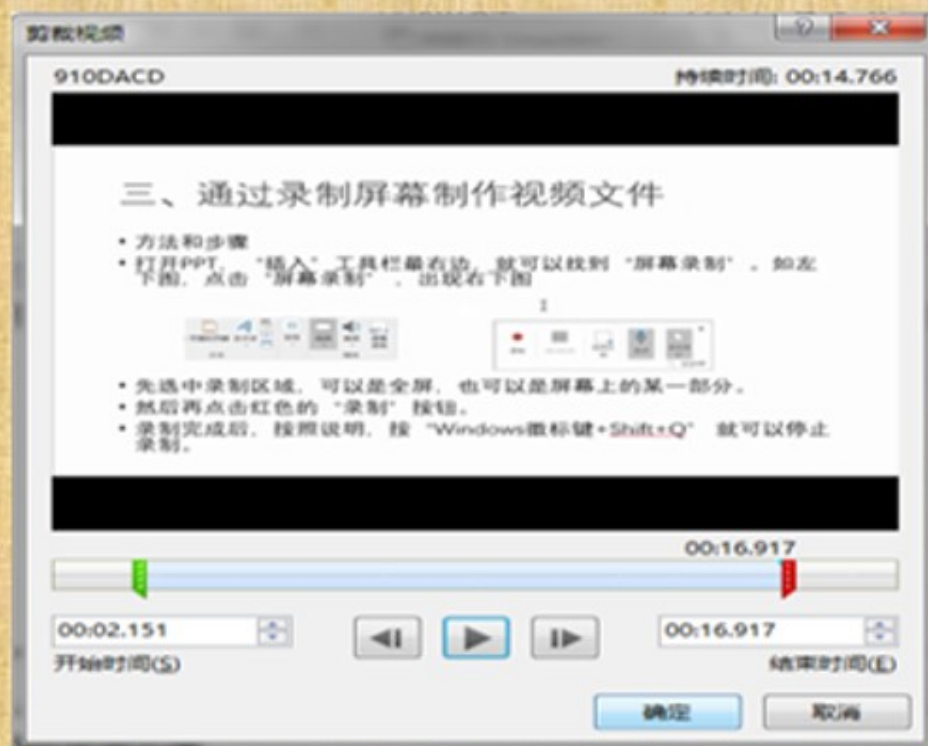 剪裁视频
910DACD
持续时间: 00:14.766
三、通过录制屏幕制作视频文件
• 方法和步骤
• 打开PPT，“插入”工具栏最右边，就可以找到“屏幕录制”。如左
下图，点击“屏幕录制”，出现右下图
• 先选中录制区域，可以是全屏，也可以是屏幕上的某一部分。
• 然后再点击红色的“录制”按钮。
• 录制完成后，按照说明，按“Windows徽标键+Shift+Q” 就可以停止
录制。
00:16.917
00:02.151
00:16.917
开始时间(S)
结束时间(E)
确定
取消